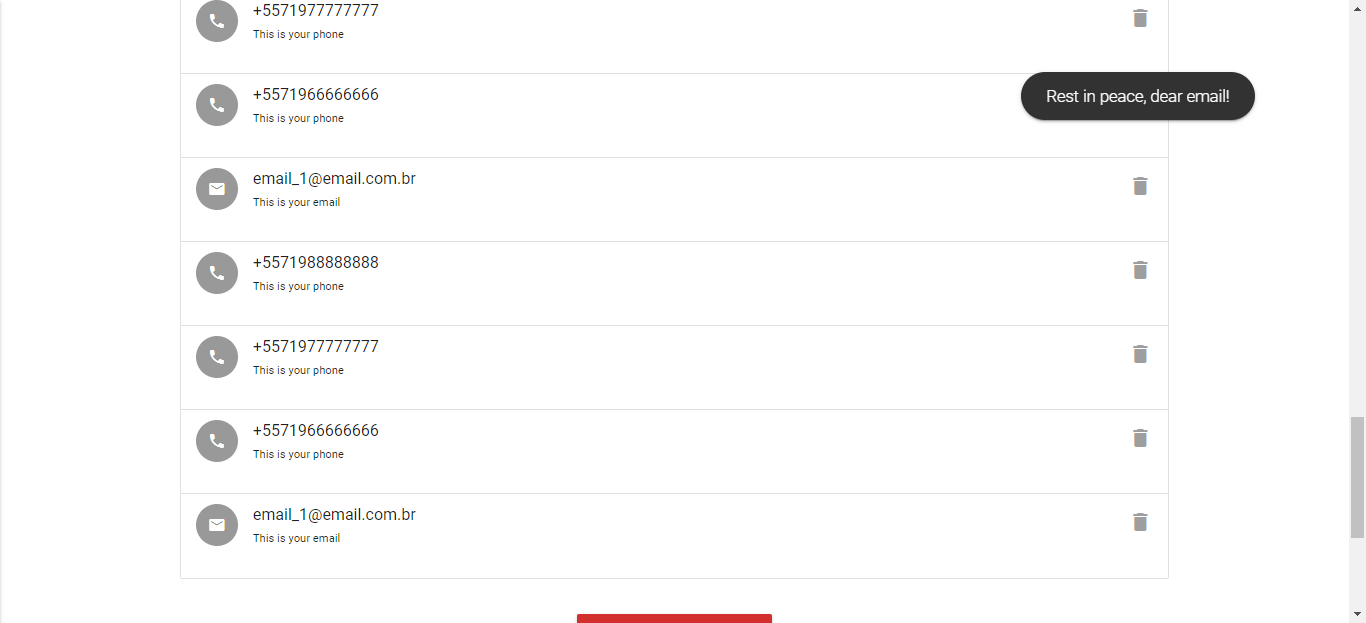 +5571977777777
This is your phone
+5571966666666
This is your phone
Rest in peace, dear email!
email_1@email.com.br
This is your email
+5571988888888
This is your phone
+5571977777777
This is your phone
+5571966666666
This is your phone
email_1@email.com.br
This is your email